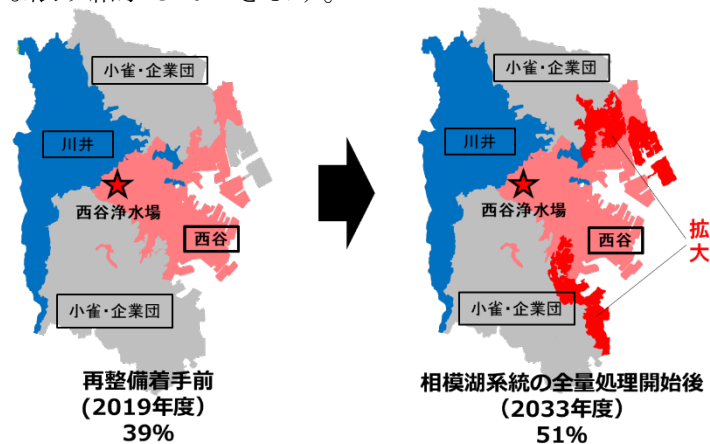 小雀・企業団
川井
西谷浄水場
西谷
小雀・企業団
再整備着手前
(2019年度)
39%
小雀・企業団
川井
西谷浄水場
西谷
拡大
小雀・企業団
相模湖系統の全量処理開始後
(2033年度)
51%